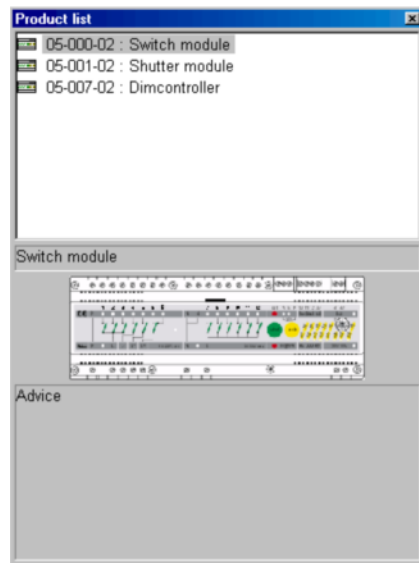 Product list
05-000-02 : Switch module
05-001-02 : Shutter module
05-007-02 : Dimcontroller
Switch module
Advice